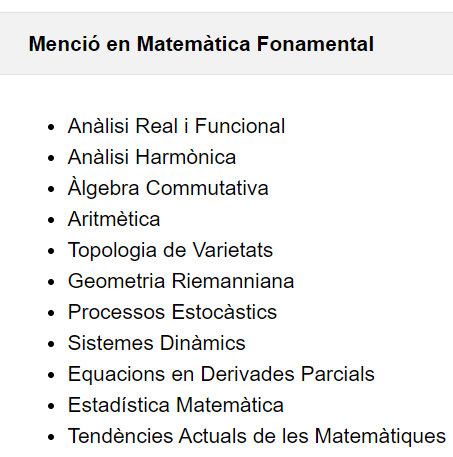 Menció en Matemàtica Fonamental
• Anàlisi Real i Funcional
• Anàlisi Harmònica
• Àlgebra Commutativa
• Aritmètica
• Topologia de Varietats
• Geometria Riemanniana
• Processos Estocàstics
• Sistemes Dinàmics
• Equacions en Derivades Parcials
• Estadística Matemàtica
• Tendències Actuals de les Matemàtiques